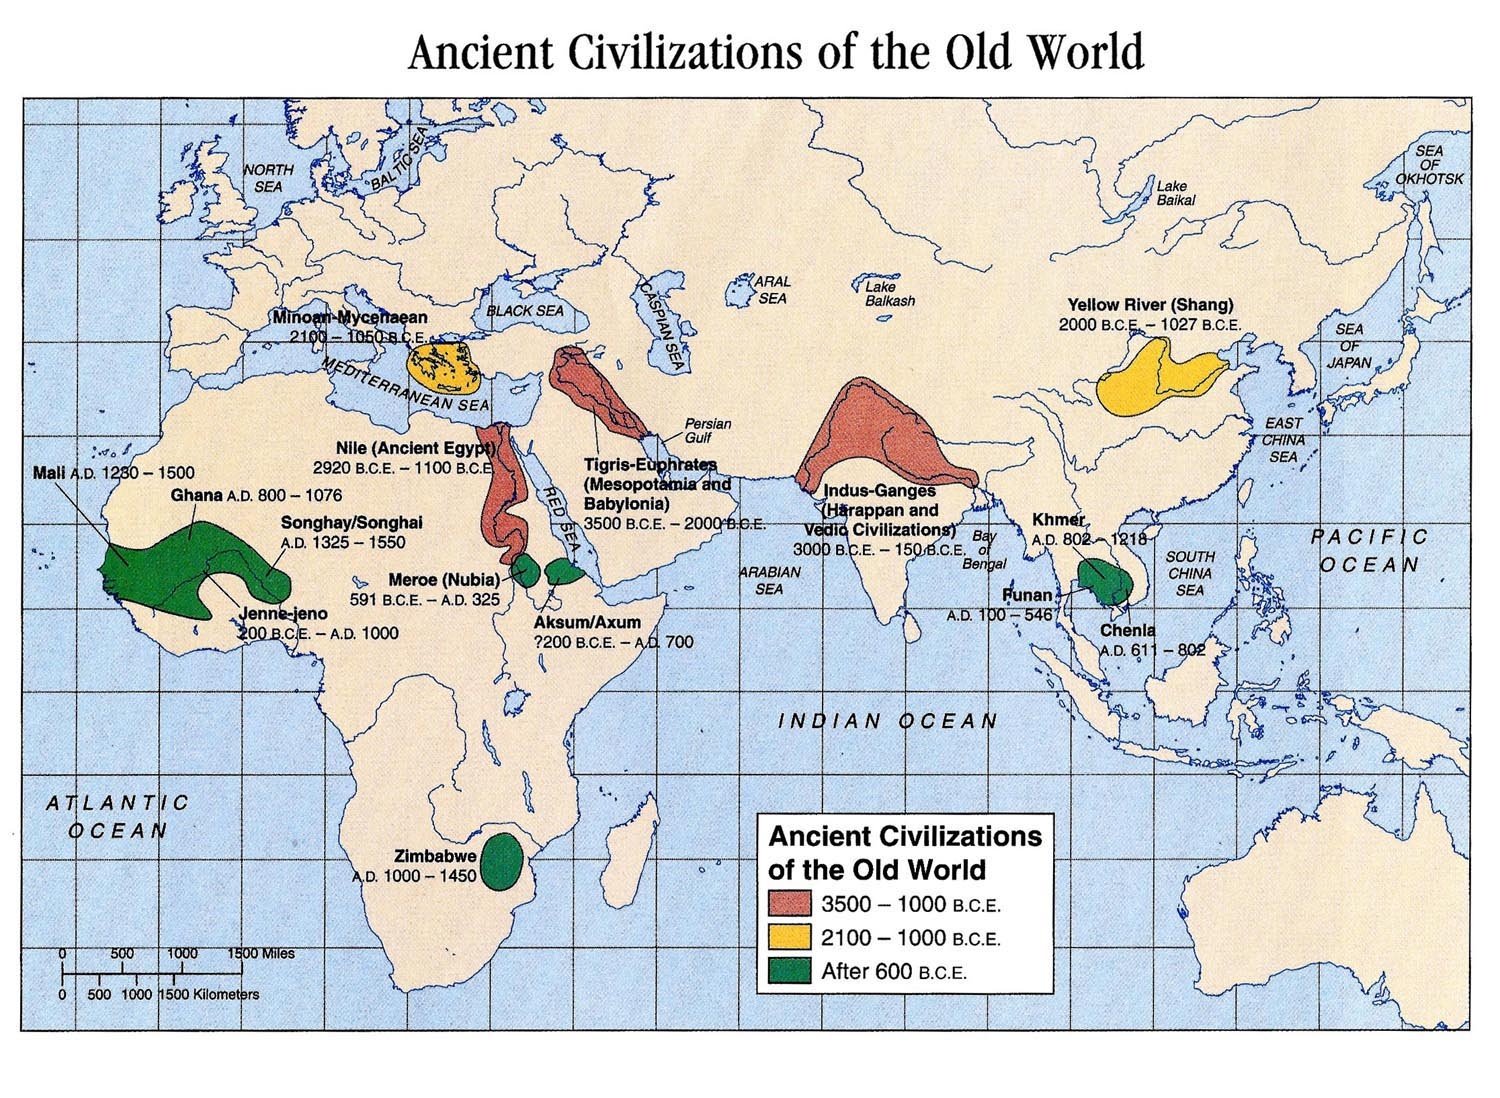 Ancient Civilizations of the Old World
NORTH
SEA
BALTIC SEA
SEA
OF
OKHOTSK
Lake
Baikal
ARAL
SEA
Lake
Balkash
CASPIAN SEA
BLACK SEA
Minoan-Mycenaean
2100 – 1050 B.C.E.
MEDITERRANEAN SEA
Yellow River (Shang)
2000 B.C.E. – 1027 B.C.E.
SEA
OF
JAPAN
EAST
CHINA
SEA
Persian
Gulf
Nile (Ancient Egypt)
2920 B.C.E. – 1100 B.C.E.
Tigris-Euphrates
(Mesopotamia and
Babylonia)
3500 B.C.E. – 2000 B.C.E.
RED SEA
Mali A.D. 1230 – 1500
Ghana A.D. 800 – 1076
Songhay/Songhai
A.D. 1325 – 1550
Jenne-jeno
200 B.C.E. – A.D. 1000
Meroe (Nubia)
591 B.C.E. – A.D. 325
Aksum/Axum
?200 B.C.E. – A.D. 700
Indus-Ganges
(Harappan and
Vedic Civilizations)
3000 B.C.E. – 150 B.C.E.
ARABIAN
SEA
Bay
of
Bengal
Khmer
A.D. 802 – 1218
Funan
A.D. 100 – 546
Chenla
A.D. 611 – 802
SOUTH
CHINA
SEA
PACIFIC
OCEAN
INDIAN OCEAN
ATLANTIC
OCEAN
Zimbabwe
A.D. 1000 – 1450
Ancient Civilizations
of the Old World
3500 – 1000 B.C.E.
2100 – 1000 B.C.E.
After 600 B.C.E.
0 500 1000 1500 Miles
0 500 1000 1500 Kilometers